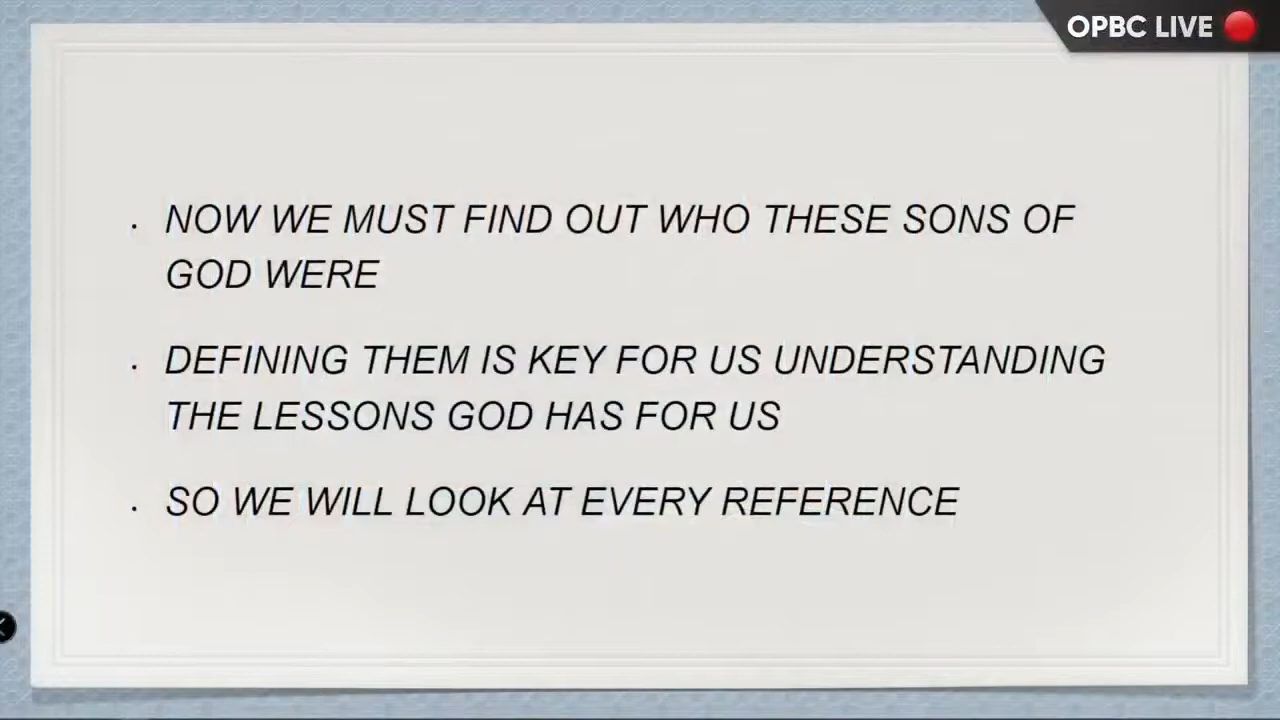 OPBC LIVE
. NOW WE MUST FIND OUT WHO THESE SONS OF
GOD WERE
. DEFINING THEM IS KEY FOR US UNDERSTANDING
THE LESSONS GOD HAS FOR US
. SO WE WILL LOOK AT EVERY REFERENCE